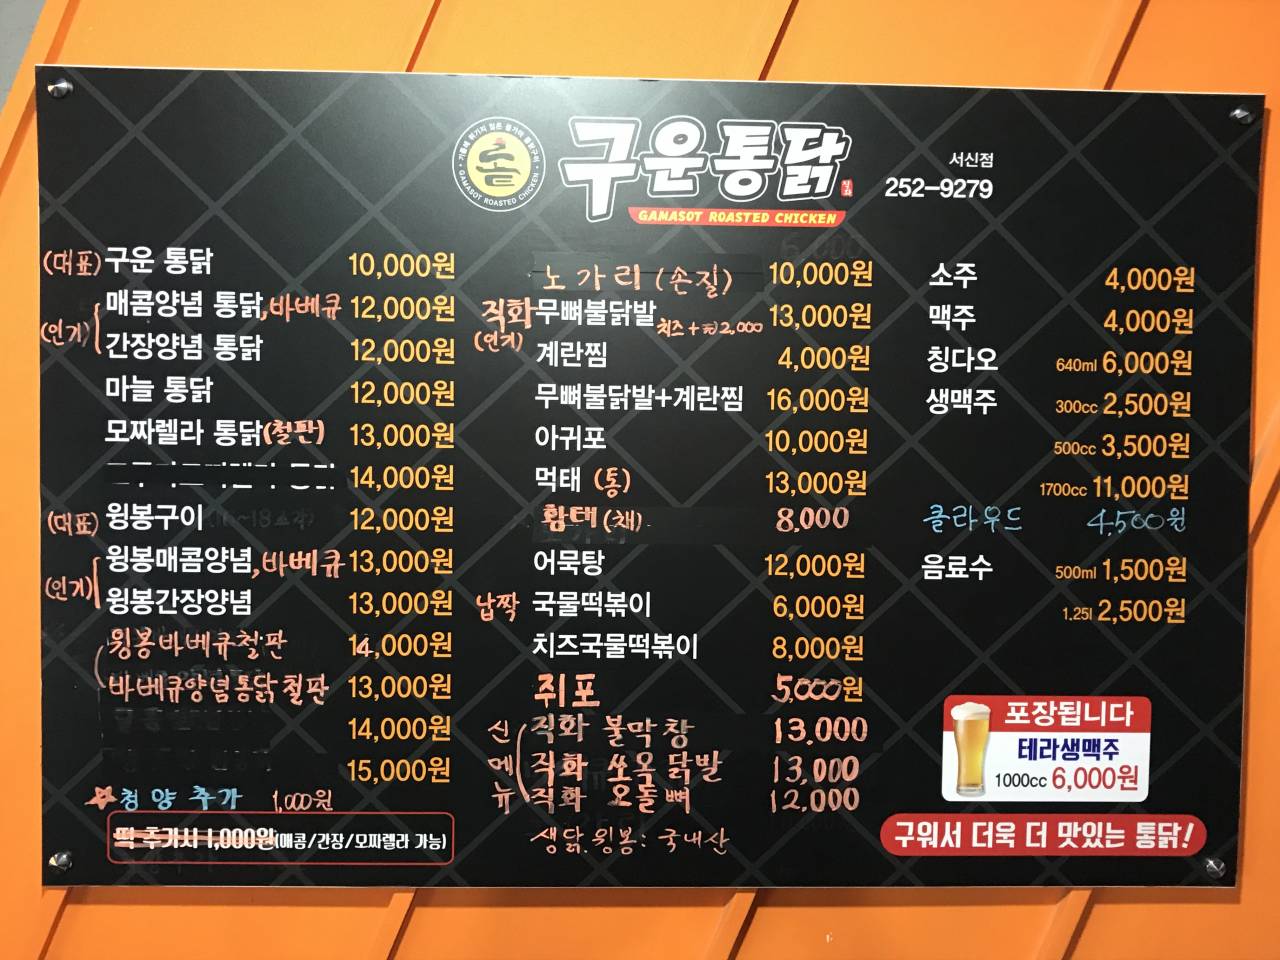 가마솥
GAMASOT ROASTED CHICKEN
구운통닭
GAMASOT ROASTED CHICKEN
서신점
252-9279
(대표) 구운 통닭 10,000원
(인기) 매콤양념 통닭,바베큐 12,000원
간장양념 통닭 12,000원
마늘 통닭 12,000원
모짜렐라 통닭(철판) 13,000원
14,000원
(대표) 윙봉구이 12,000원
(인기) 윙봉매콤양념,바베큐 13,000원
윙봉간장양념 13,000원
윙봉바베큐철판 14,000원
바베큐양념통닭철판 13,000원
14,000원
15,000원
청양추가 1,000원
떡 추가시 1,000원(매콤/간장/모짜렐라 가능)
노가리(손질) 10,000원
직화(인기) 무뼈불닭발 치즈+₩2,000 13,000원
계란찜 4,000원
무뼈불닭발+계란찜 16,000원
아귀포 10,000원
먹태 (통) 13,000원
황태(채). 8,000
어묵탕 12,000원
납짝 국물떡볶이 6,000원
치즈국물떡볶이 8,000원
쥐포 5,000원
신메뉴
직화 불막창 13,000
직화 쏘옥닭발 13,000
직화 오돌뼈 12,000
생닭.윙봉: 국내산
소주 4,000원
맥주 4,000원
칭다오 640ml 6,000원
생맥주 300cc 2,500원
500cc 3,500원
1700cc 11,000원
클라우드 4,500원
음료수 500ml 1,500원
1.25l 2,500원
포장됩니다
테라생맥주
1000cc 6,000원
구워서 더욱 더 맛있는 통닭!